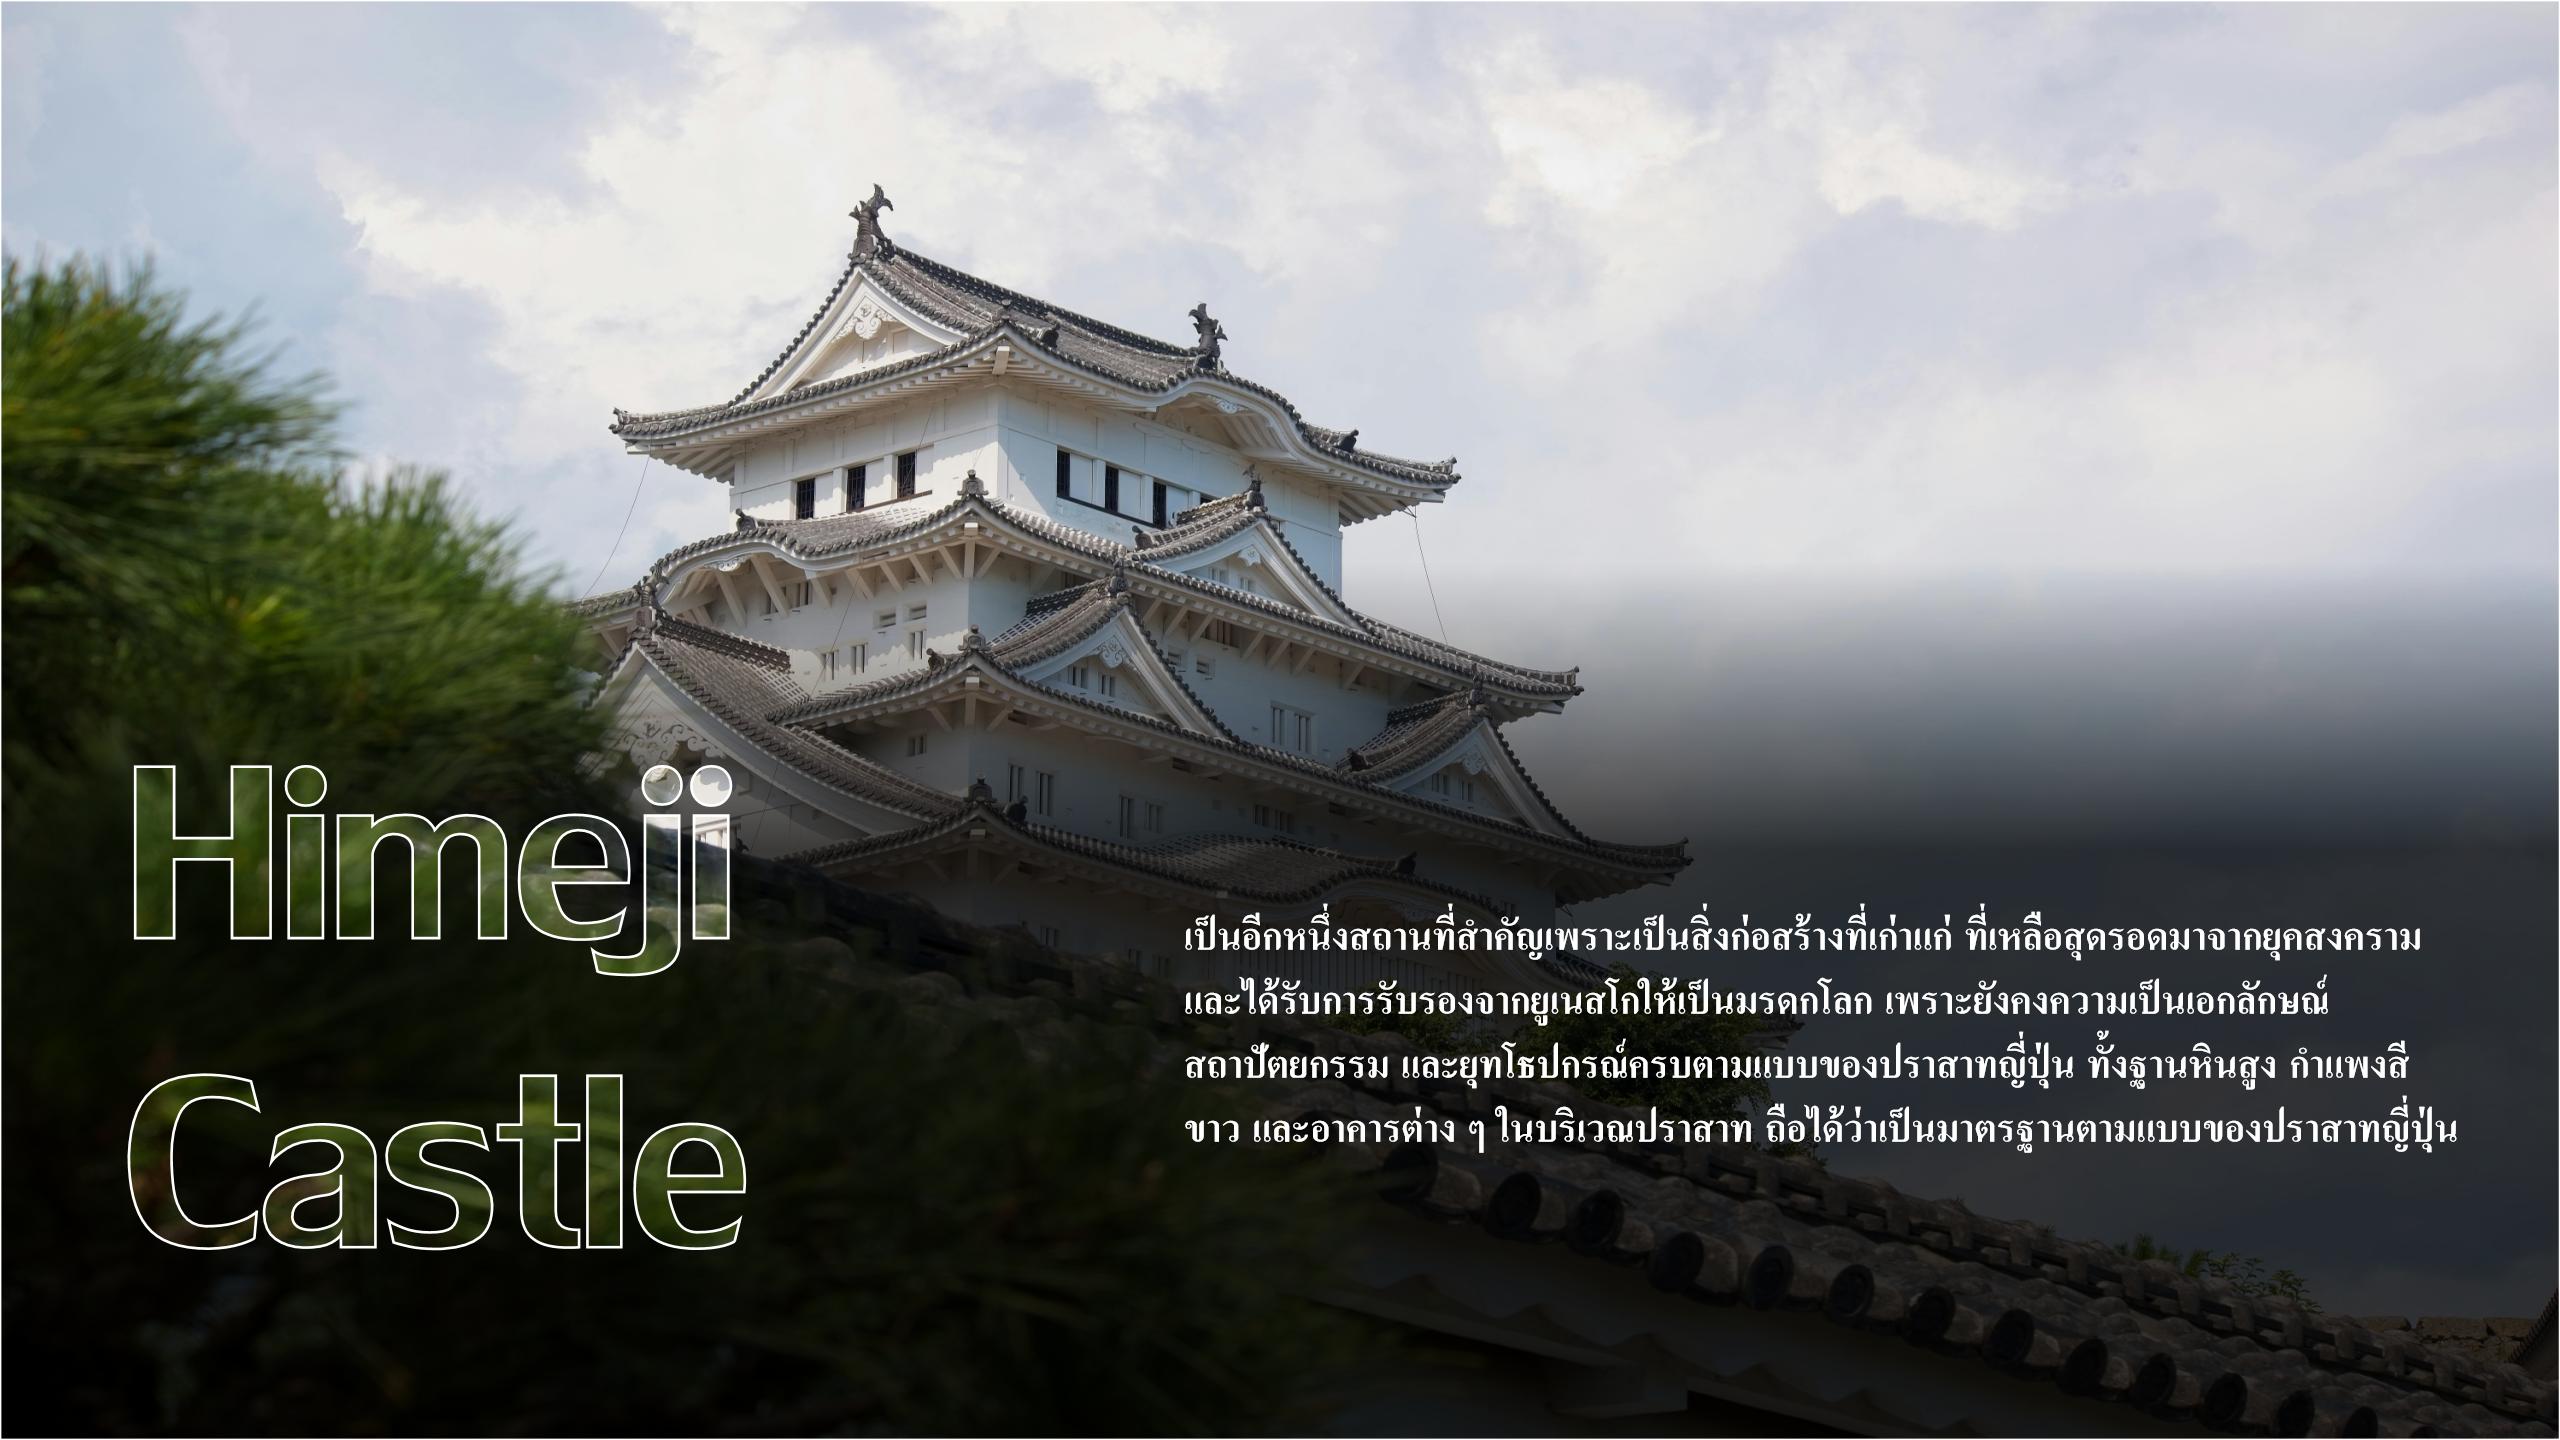 Himeji
Castle
เป็นอีกหนึ่งสถานที่สำคัญเพราะเป็นสิ่งก่อสร้างที่เก่าแก่ ที่เหลือสุดรอดมาจากยุคสงคราม
และได้รับการรับรองจากยูเนสโกให้เป็นมรดกโลก เพราะยังคงความเป็นเอกลักษณ์
สถาปัตยกรรม และยุทโธปกรณ์ครบตามแบบของปราสาทญี่ปุ่น ทั้งฐานหินสูง กำแพงสี
ขาว และอาคารต่าง ๆ ในบริเวณปราสาท ถือได้ว่าเป็นมาตรฐานตามแบบของปราสาทญี่ปุ่น